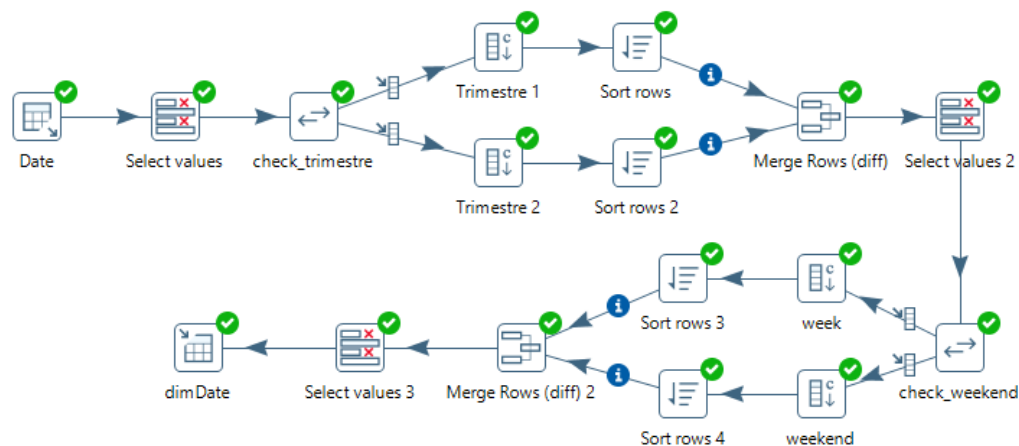 Trimestre 1
Sort rows
Date
Select values
check_trimestre
Merge Rows (diff)
Select values 2
Trimestre 2
Sort rows 2
Sort rows 3
week
dimDate
Select values 3
Merge Rows (diff) 2
check_weekend
Sort rows 4
weekend